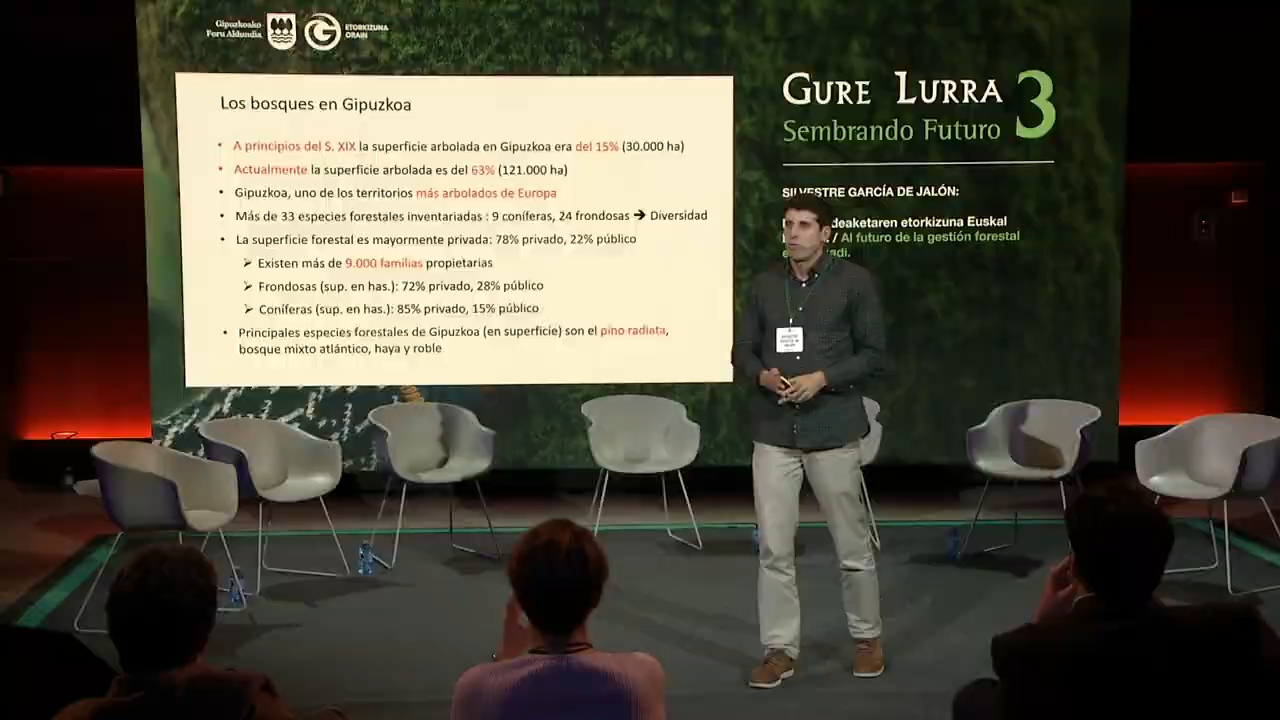 Gipuzkoako
Foru Aldundia
ETORKIZUNA
ORAIN
Los bosques en Gipuzkoa
• A principios del S. XIX la superficie arbolada en Gipuzkoa era del 15% (30.000 ha)
• Actualmente la superficie arbolada es del 63% (121.000 ha)
• Gipuzkoa, uno de los territorios más arbolados de Europa
• Más de 33 especies forestales inventariadas : 9 coníferas, 24 frondosas ➔ Diversidad
• La superficie forestal es mayormente privada: 78% privado, 22% público
➢ Existen más de 9.000 familias propietarias
➢ Frondosas (sup. en has.): 72% privado, 28% público
➢ Coníferas (sup. en has.): 85% privado, 15% público
• Principales especies forestales de Gipuzkoa (en superficie) son el pino radiata,
bosque mixto atlántico, haya y roble
GURE LURRA 3
Sembrando Futuro
SILVESTRE GARCÍA DE JALÓN:
deaketaren etorkizuna Euskal
/ Al futuro de la gestión forestal
adi.